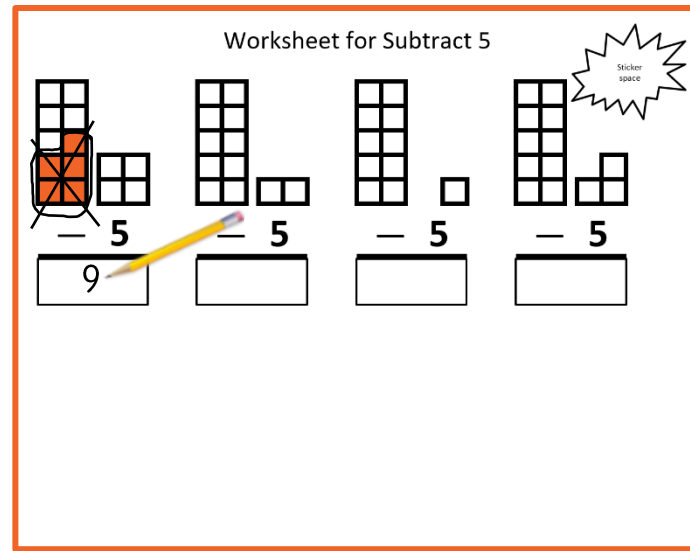 Worksheet for Subtract 5
Sticker
space
— 5 — 5 — 5 — 5
9